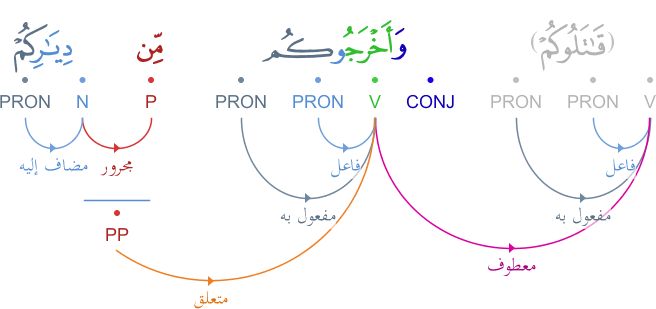 (قَـٰتَلُوكُمْ) وَأَخْرَجُوكُم مِّن دِيَـٰرِكُمْ
V PRON PRON CONJ V PRON PRON P N PRON
فاعل فاعل مجرور مضاف إليه
مفعول به مفعول به
PP
معطوف
متعلق